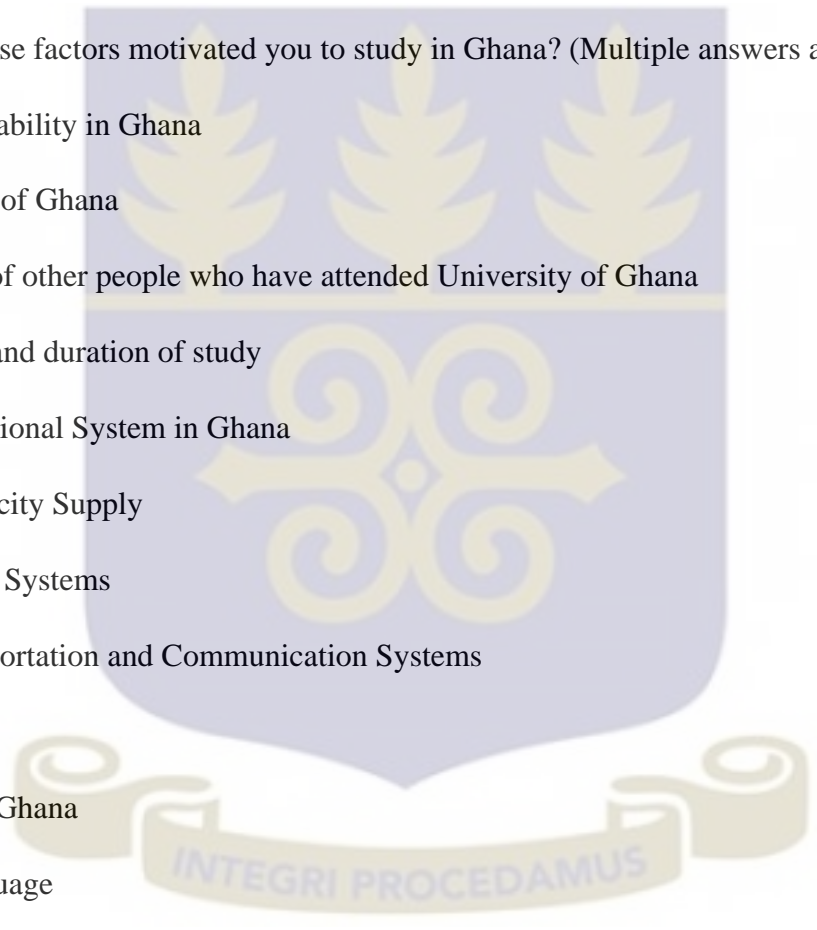 se factors motivated you to study in Ghana? (Multiple answers a
ability in Ghana
of Ghana
of other people who have attended University of Ghana
and duration of study
ional System in Ghana
city Supply
Systems
ortation and Communication Systems
Ghana
uage
INTEGRI PROCEDAMUS